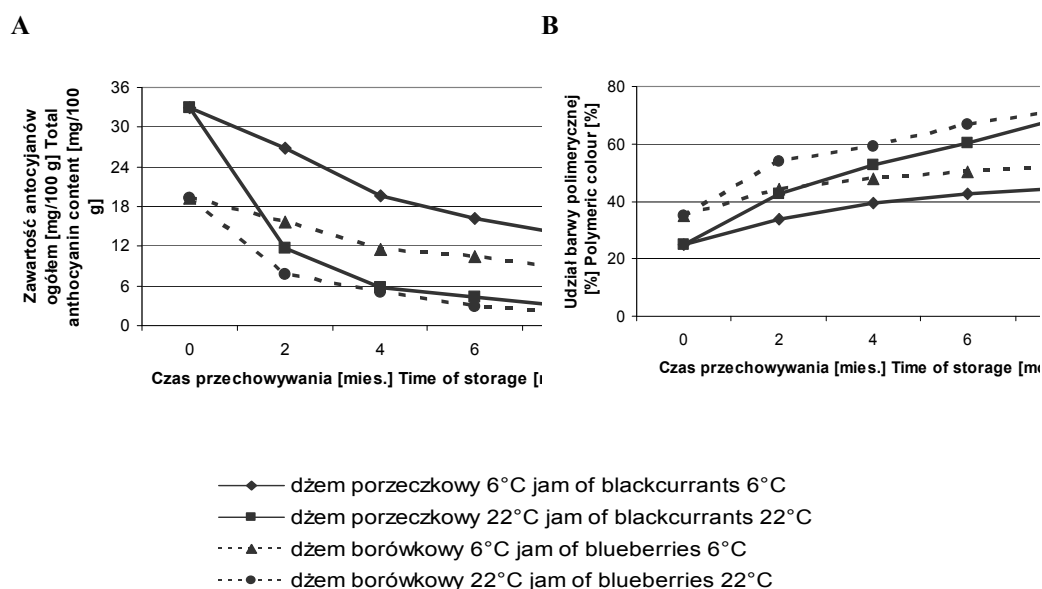 A
B
Zawartość antocyjanów
ogółem [mg/100 g] Total
anthocyanin content [mg/100
g]
36
30
24
18
12
6
0
0 2 4 6
Czas przechowywania [mies.] Time of storage [
Udział barwy polimerycznej
[%] Polymeric colour [%]
80
60
40
20
0
0 2 4 6
Czas przechowywania [mies.] Time of storage [mo
dżem porzeczkowy 6°C jam of blackcurrants 6°C
dżem porzeczkowy 22°C jam of blackcurrants 22°C
dżem borówkowy 6°C jam of blueberries 6°C
dżem borówkowy 22°C jam of blueberries 22°C